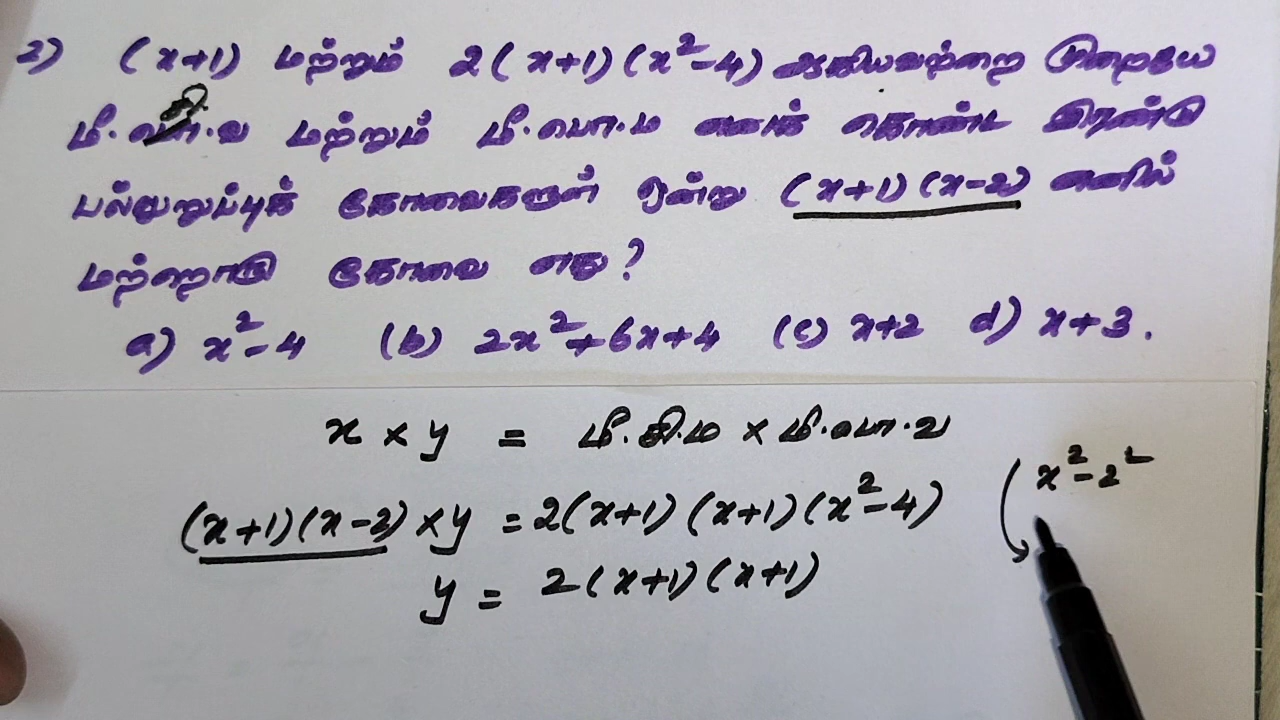 2) (x+1) மற்றும் 2(x+1)(x²-4) ஆகியவற்றை முறையே
மீ. .வ மற்றும் மீ.பொ.ம எனக் கொண்ட இரண்டு
பல்லுறுப்புக் கோவைகளுள் ஒன்று (x+1)(x-2) எனில்
மற்றொரு கோவை எது?
a) x²-4 (b) 2x²+6x+4 (c) x+2 d) x+3.
x × y = மீ.சி.ம × மீ.பொ.வ
(x+1)(x-2) × y = 2(x+1)(x+1)(x²-4)
x²-2²
y = 2(x+1)(x+1)